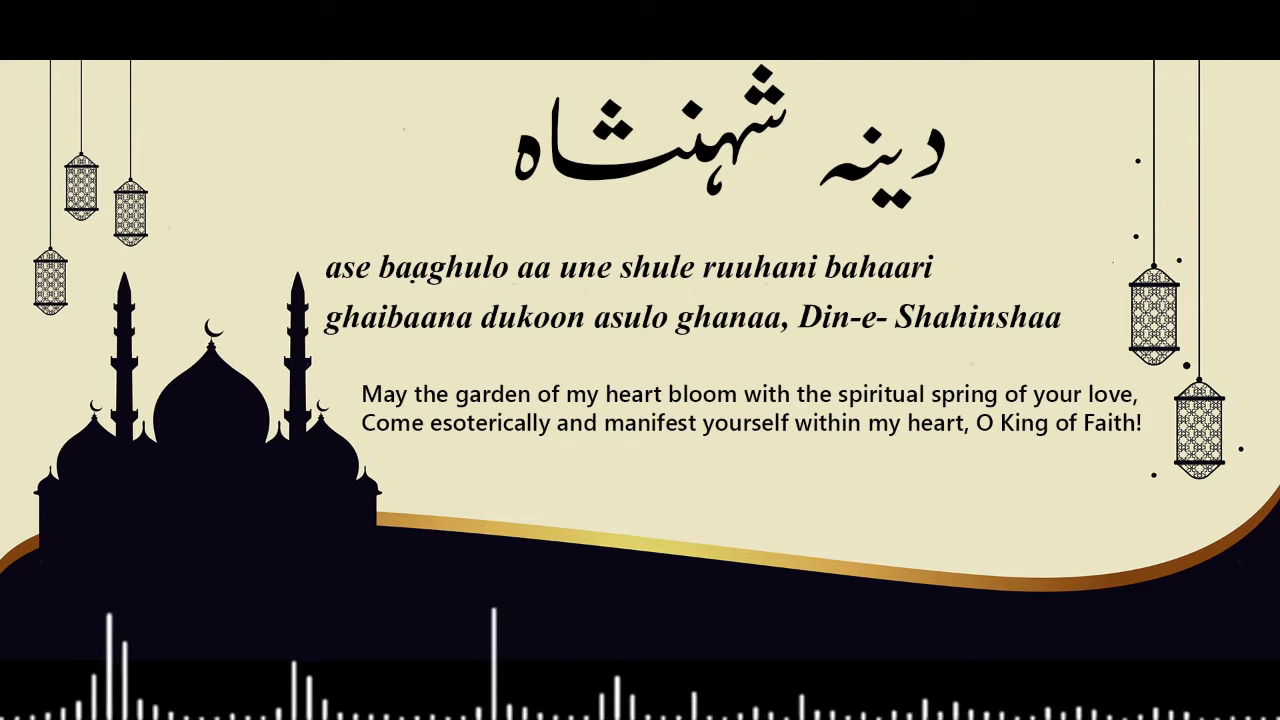 دینہ شہنشاہ
ase bạaghulo aa une shule ruuhani bahaari
ghaibaana dukoon asulo ghanaa, Din-e- Shahinshaa
May the garden of my heart bloom with the spiritual spring of your love,
Come esoterically and manifest yourself within my heart, O King of Faith!